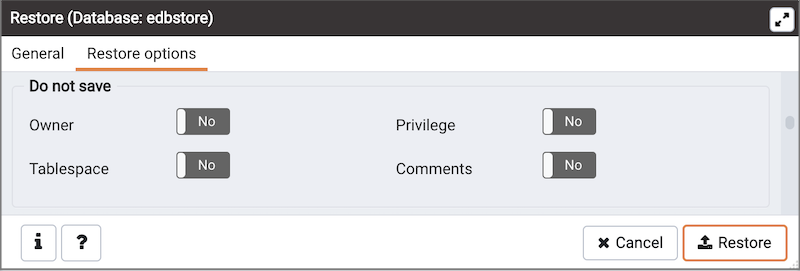 Restore (Database: edbstore)
General Restore options
Do not save
Owner No Privilege No
Tablespace No Comments No
i ? Cancel Restore